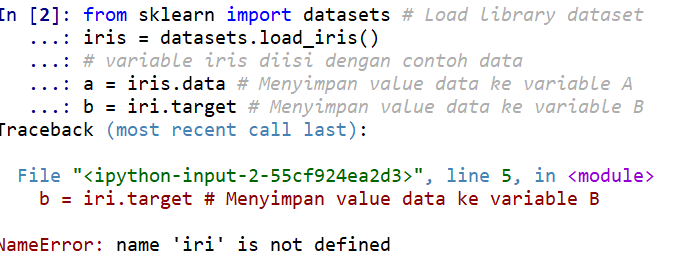 In [2]: from sklearn import datasets # Load library dataset
...: iris = datasets.load_iris()
...: # variable iris diisi dengan contoh data
...: a = iris.data # Menyimpan value data ke variable A
...: b = iri.target # Menyimpan value data ke variable B
Traceback (most recent call last):
File "<ipython-input-2-55cf924ea2d3>", line 5, in <module>
b = iri.target # Menyimpan value data ke variable B
NameError: name 'iri' is not defined